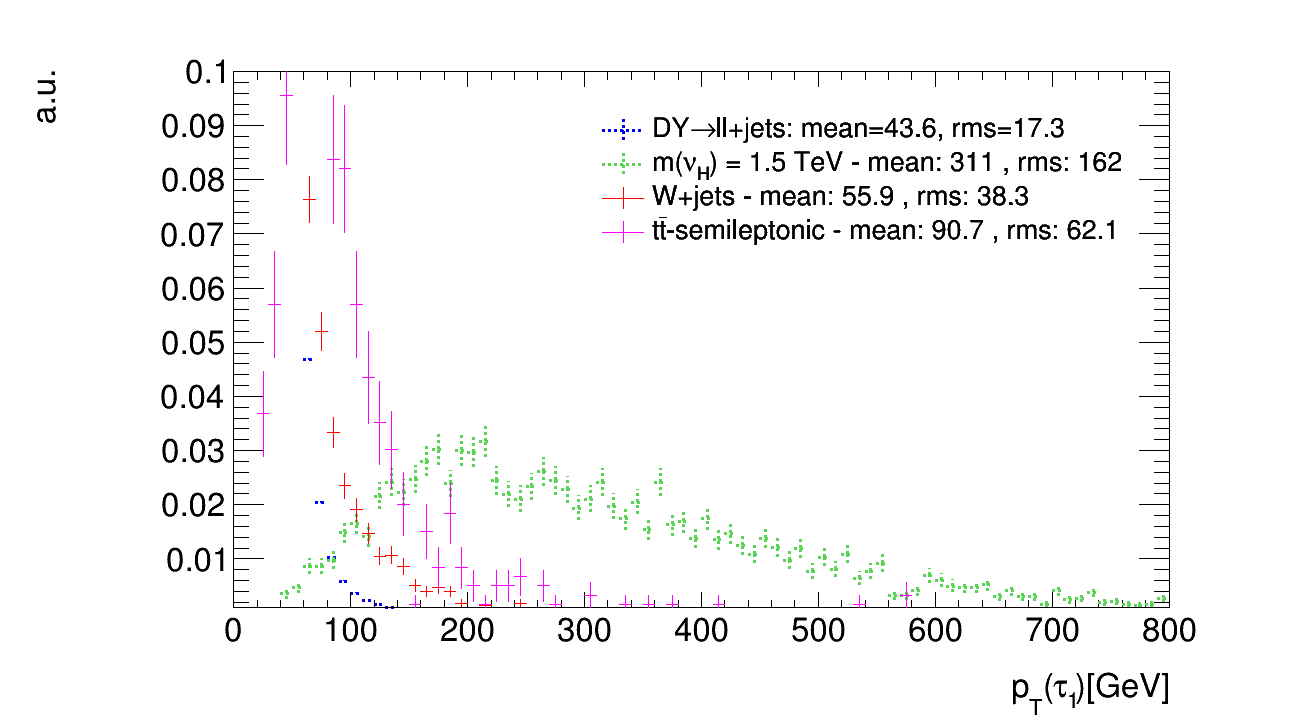 a.u.
0.1
0.09
0.08
0.07
0.06
0.05
0.04
0.03
0.02
0.01
DY→ll+jets: mean=43.6, rms=17.3
m(ν_H) = 1.5 TeV - mean: 311 , rms: 162
W+jets - mean: 55.9 , rms: 38.3
tt̄-semileptonic - mean: 90.7 , rms: 62.1
0 100 200 300 400 500 600 700 800
p_T(τ_1)[GeV]